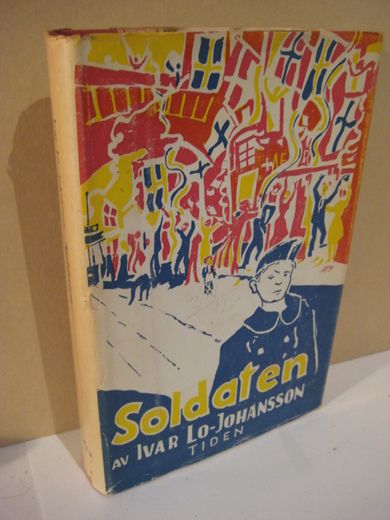 Soldaten
AV IVAR LO-JOHANSSON
TIDEN